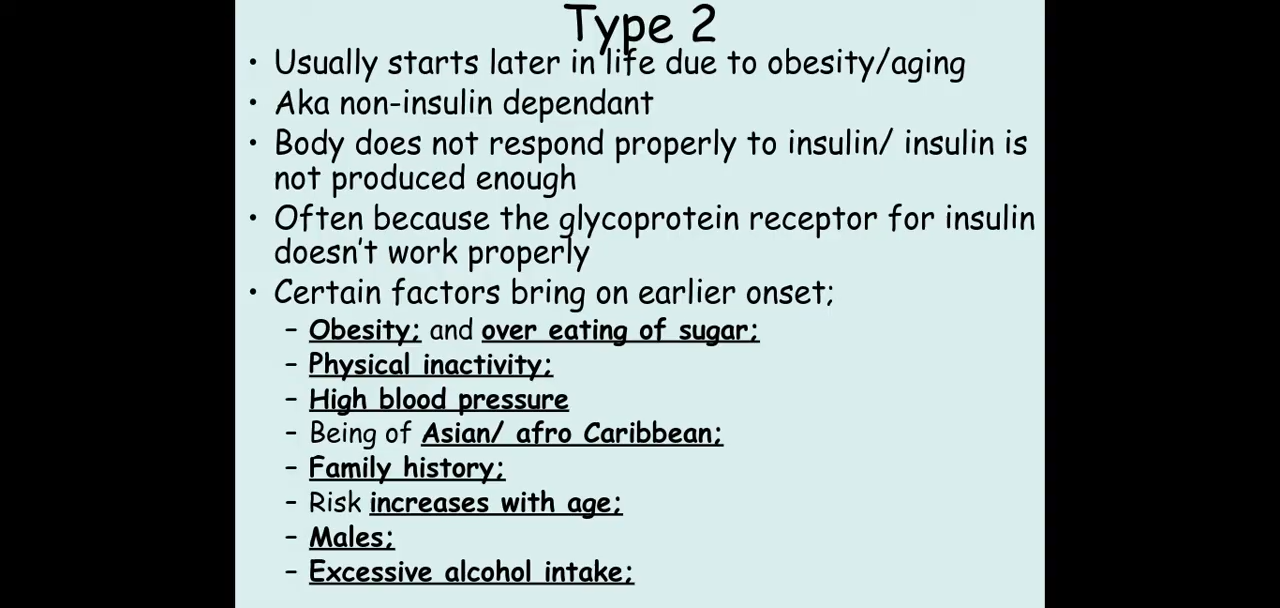 Type 2
• Usually starts later in life due to obesity/aging
• Aka non-insulin dependant
• Body does not respond properly to insulin/ insulin is
not produced enough
• Often because the glycoprotein receptor for insulin
doesn't work properly
• Certain factors bring on earlier onset;
– Obesity; and over eating of sugar;
– Physical inactivity;
– High blood pressure
– Being of Asian/ afro Caribbean;
– Family history;
– Risk increases with age;
– Males;
– Excessive alcohol intake;